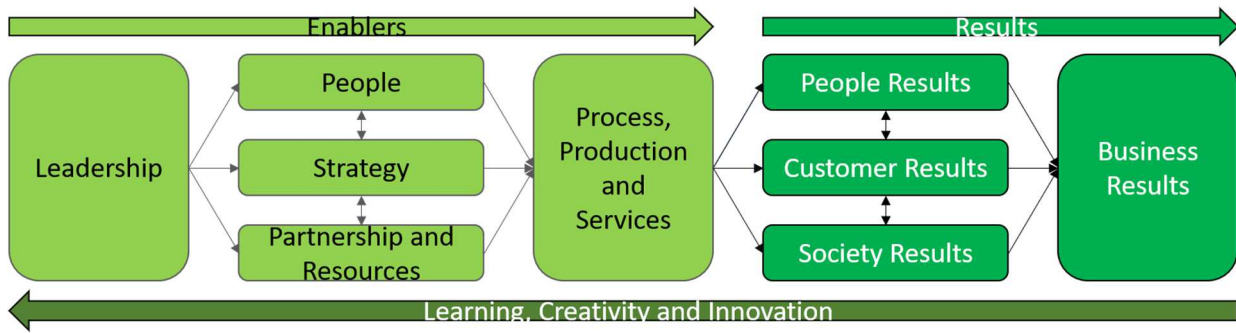 Enablers
Results
Leadership
People
Strategy
Partnership and
Resources
Process,
Production
and
Services
People Results
Customer Results
Society Results
Business
Results
Learning, Creativity and Innovation